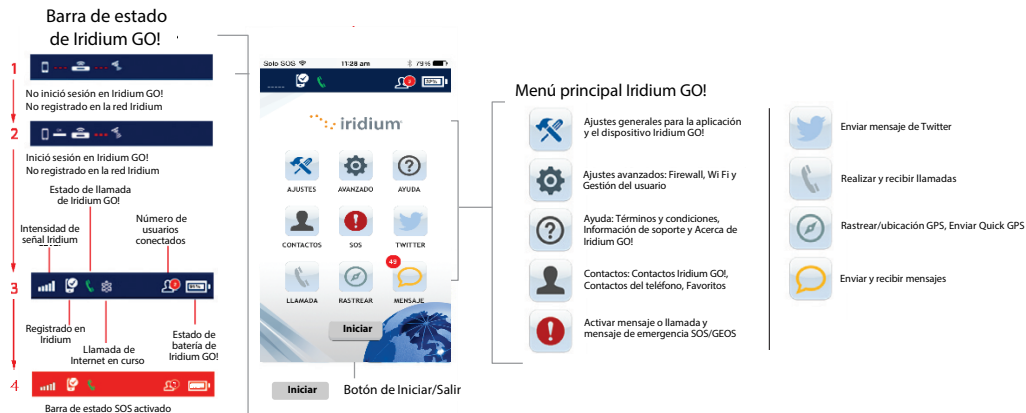 Barra de estado
de Iridium GO!
1
No inició sesión en Iridium GO!
No registrado en la red Iridium
2
Inició sesión en Iridium GO!
No registrado en la red Iridium
Estado de llamada
de Iridium GO!
Intensidad de
señal Iridium
Número de
usuarios
conectados
3
Registrado en
Iridium
Llamada de
Internet en curso
Estado de
batería de
Iridium GO!
4
Barra de estado SOS activado
Solo SOS
11:28 am
79%
iridium
AJUSTES
AVANZADO
AYUDA
CONTACTOS
SOS
TWITTER
49
LLAMADA
RASTREAR
MENSAJE
Iniciar
Iniciar
Botón de Iniciar/Salir
Menú principal Iridium GO!
Ajustes generales para la aplicación
y el dispositivo Iridium GO!
Ajustes avanzados: Firewall, Wi Fi y
Gestión del usuario
Ayuda: Términos y condiciones,
Información de soporte y Acerca de
Iridium GO!
Contactos: Contactos Iridium GO!,
Contactos del teléfono, Favoritos
Activar mensaje o llamada y
mensaje de emergencia SOS/GEOS
Enviar mensaje de Twitter
Realizar y recibir llamadas
Rastrear/ubicación GPS, Enviar Quick GPS
Enviar y recibir mensajes